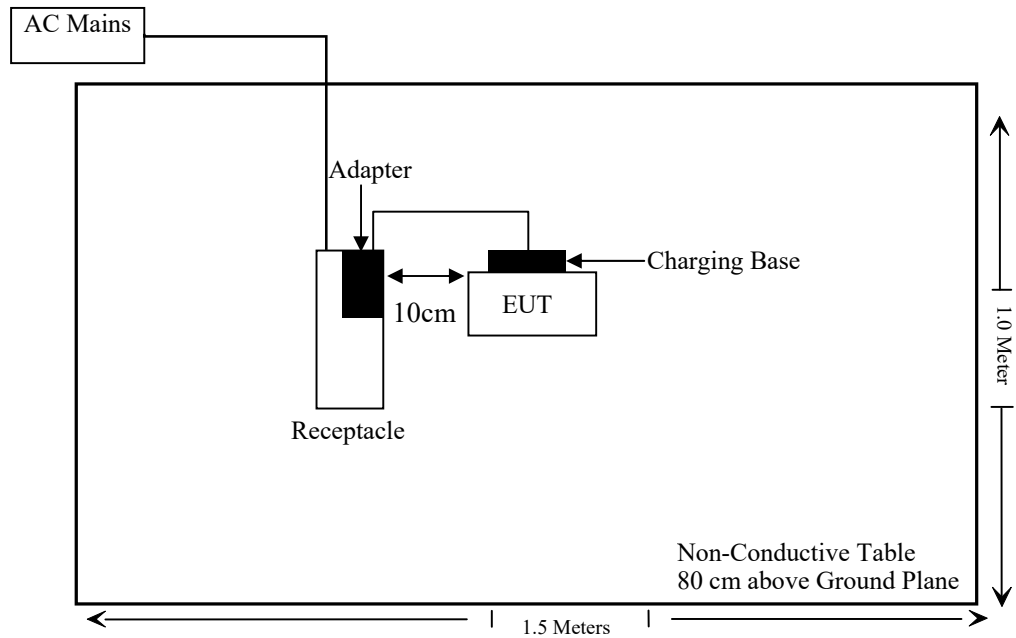 AC Mains
Adapter
Charging Base
10cm
EUT
1.0 Meter
Receptacle
Non-Conductive Table
80 cm above Ground Plane
1.5 Meters